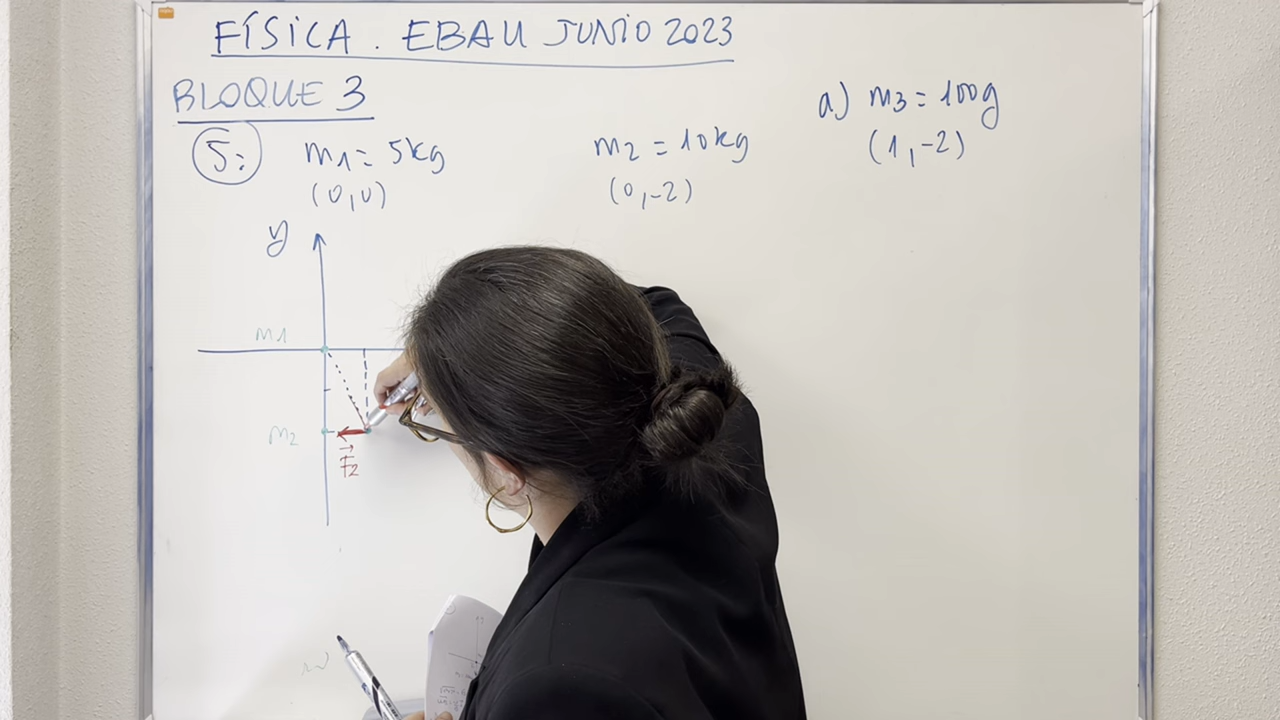 FÍSICA. EBAU JUNIO 2023
BLOQUE 3
5:
m1 = 5kg
(0,0)
m2 = 10kg
(0,-2)
a) m3 = 100g
(1,-2)
y
m1
m2
F2